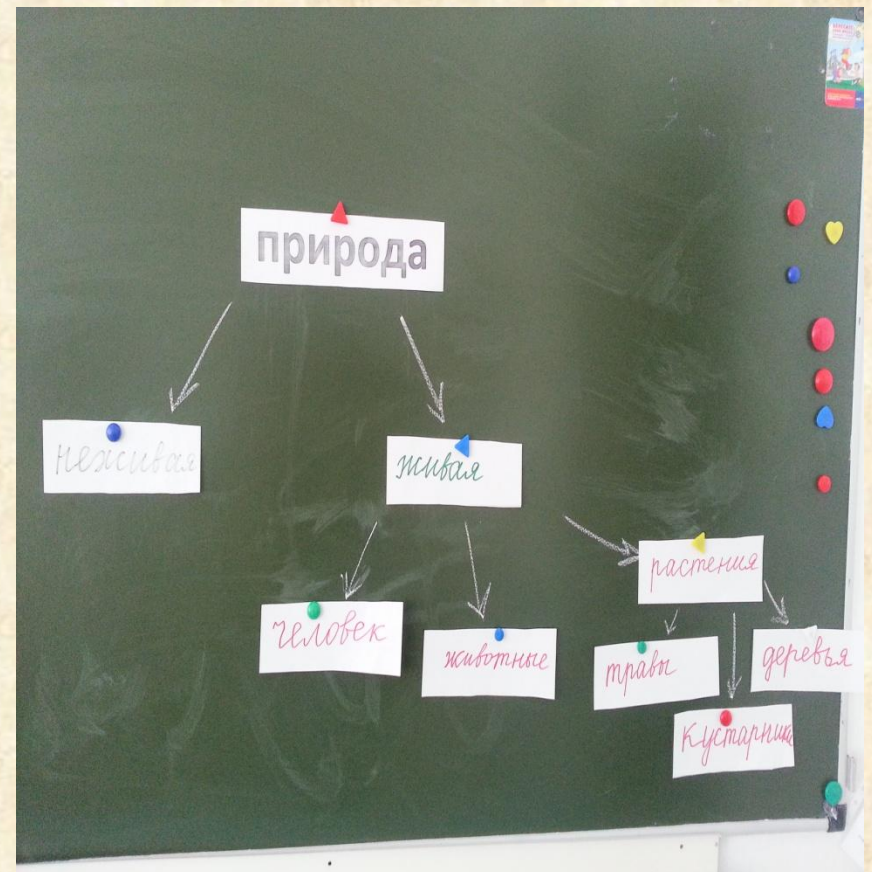 природа
неживая
живая
человек
животные
растения
травы
кустарники
деревья